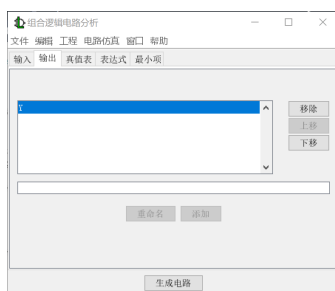 组合逻辑电路分析
文件 编辑 工程 电路仿真 窗口 帮助
输入 输出 真值表 表达式 最小项
Y
移除
上移
下移
重命名 添加
生成电路